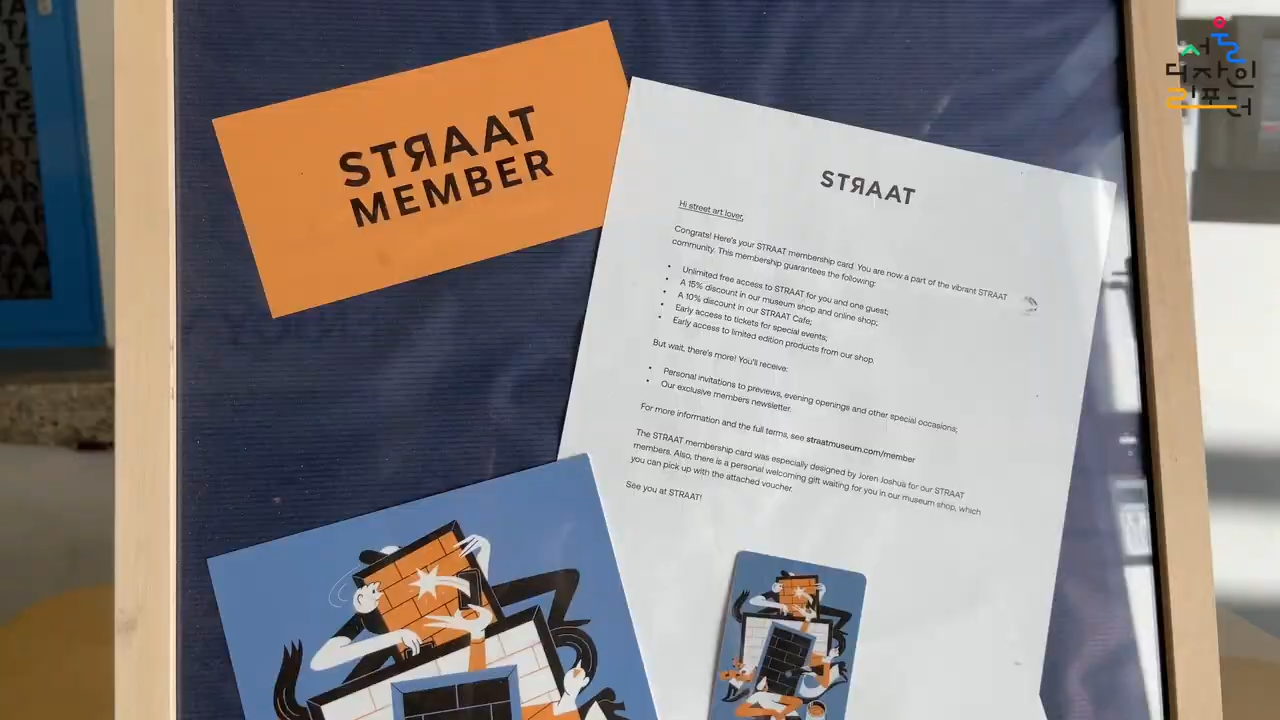 서울
디자인
리포터
STRAAT
MEMBER
STRAAT
Hi street art lover,
Congrats! Here's your STRAAT membership card. You are now a part of the vibrant STRAAT
community. This membership guarantees the following:
• Unlimited free access to STRAAT for you and one guest;
• A 15% discount in our museum shop and online shop;
• A 10% discount in our STRAAT Cafe;
• Early access to tickets for special events;
• Early access to limited edition products from our shop.
But wait, there's more! You'll receive:
• Personal invitations to previews, evening openings and other special occasions;
• Our exclusive members newsletter.
For more information and the full terms, see straatmuseum.com/member
The STRAAT membership card was especially designed by Joren Joshua for our STRAAT
members. Also, there is a personal welcoming gift waiting for you in our museum shop, which
you can pick up with the attached voucher.
See you at STRAAT!